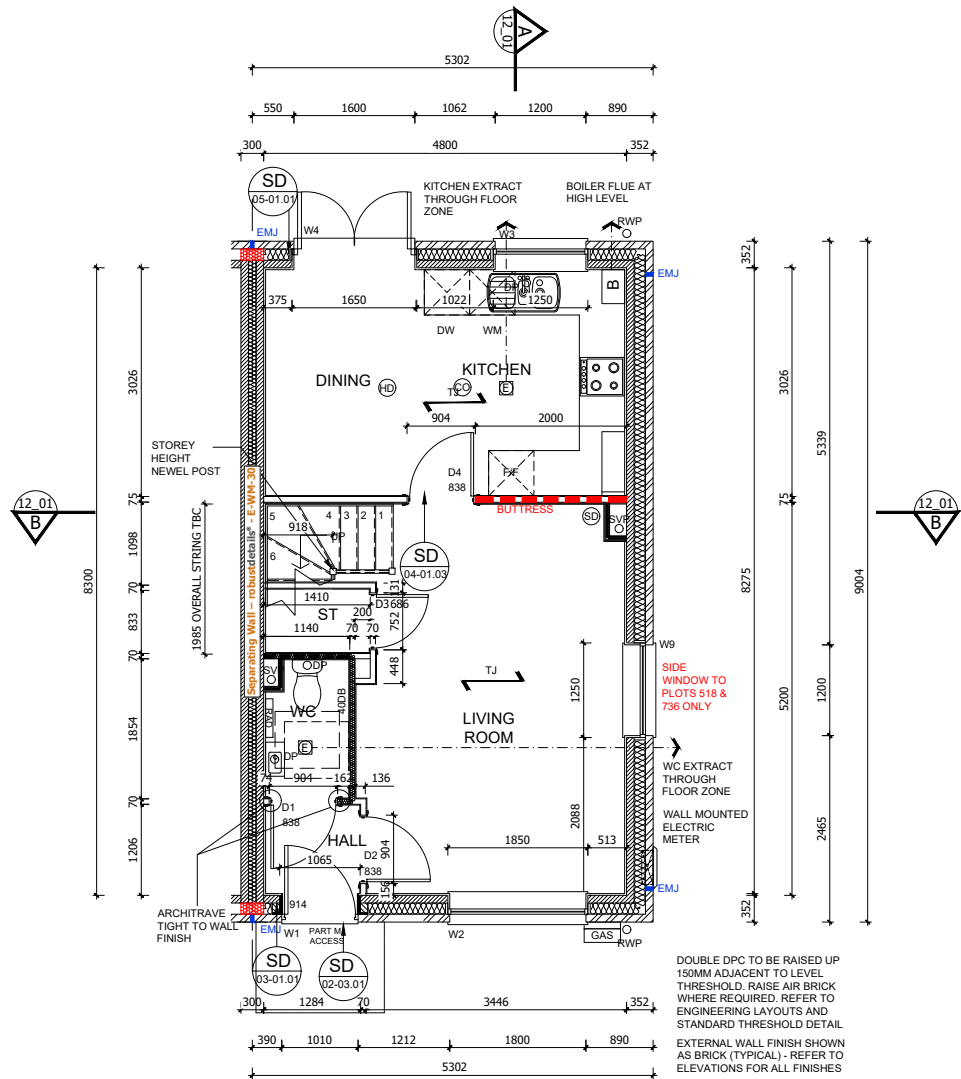 A
12_01
5302
550
1600
1062
1200
890
300
4800
352
SD
05-01.01
KITCHEN EXTRACT
THROUGH FLOOR
ZONE
BOILER FLUE AT
HIGH LEVEL
EMJ
W4
W3
RWP
352
EMJ
B
DP
375
1650
1022
1250
DW
WM
3026
DINING
HD
KITCHEN
CO
TJ
E
3026
5339
904
2000
STOREY
HEIGHT
NEWEL POST
D4
838
F/F
12_01
B
75
BUTTRESS
SD
SVP
75
12_01
B
5
4
3
2
1
918
UP
6
SD
04-01.03
1098
1985 OVERALL STRING TBC
Separating Wall – robustdetails® - E-WM-30
8300
8275
9004
70
131
1410
D3
686
ST
200
752
833
1140
70
70
448
70
W9
SV
DP
TJ
1250
SIDE
WINDOW TO
PLOTS 518 &
736 ONLY
1200
5200
40DB
RAD
WC
1854
LIVING
ROOM
E
DP
WC EXTRACT
THROUGH
FLOOR ZONE
74
904
162
136
70
D1
838
2088
WALL MOUNTED
ELECTRIC
METER
2465
HALL
904
1850
513
1206
D2
838
1065
156
EMJ
914
352
ARCHITRAVE
TIGHT TO WALL
FINISH
EMJ
W1
PART M
ACCESS
W2
GAS
RWP
SD
03-01.01
SD
02-03.01
DOUBLE DPC TO BE RAISED UP
150MM ADJACENT TO LEVEL
THRESHOLD. RAISE AIR BRICK
WHERE REQUIRED. REFER TO
ENGINEERING LAYOUTS AND
STANDARD THRESHOLD DETAIL
300
1284
70
3446
352
EXTERNAL WALL FINISH SHOWN
AS BRICK (TYPICAL) - REFER TO
ELEVATIONS FOR ALL FINISHES
390
1010
1212
1800
890
5302